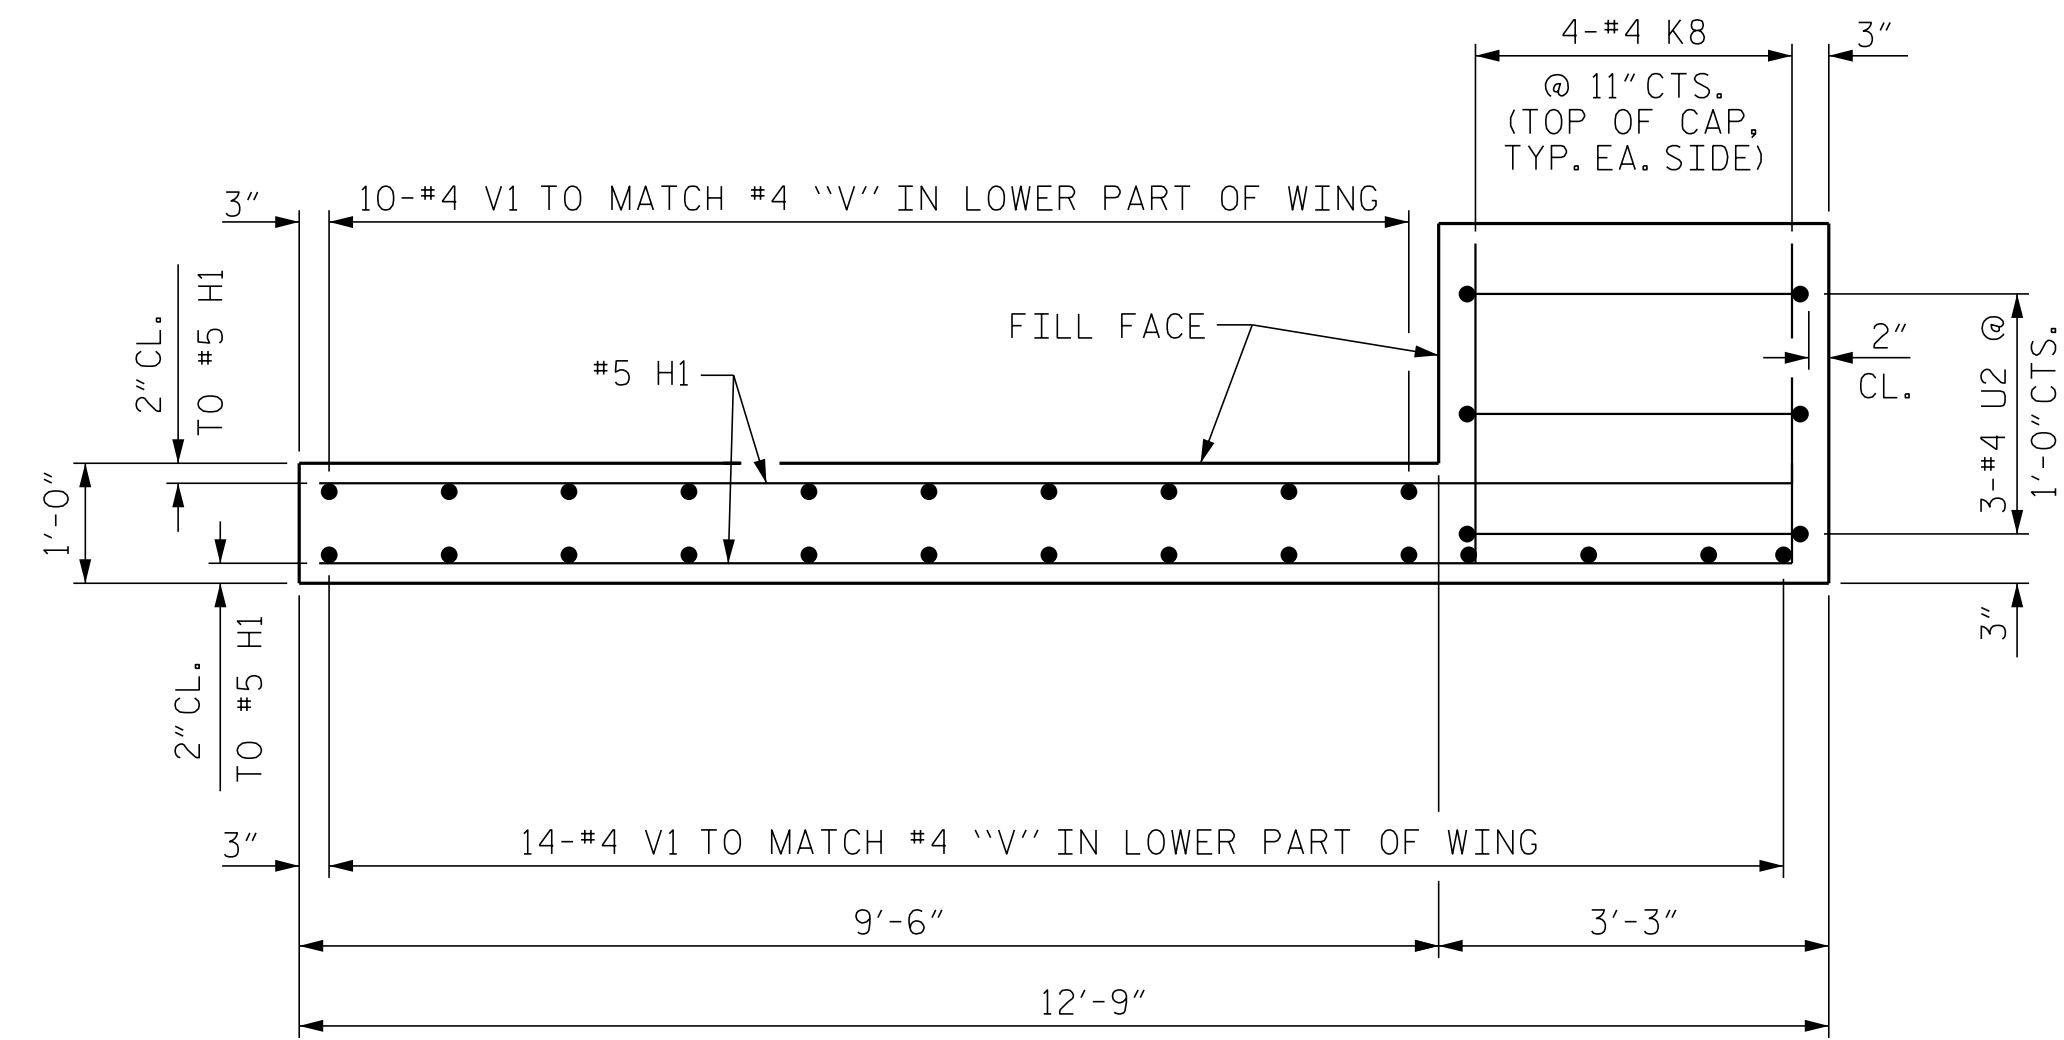 4-#4 K8
3"
@ 11"CTS.
(TOP OF CAP,
TYP. EA. SIDE)
3"
10-#4 V1 TO MATCH #4 "V" IN LOWER PART OF WING
2"CL.
TO #5 H1
FILL FACE
#5 H1
2"
CL.
3-#4 U2 @
1'-0"CTS.
1'-0"
2"CL.
TO #5 H1
3"
3"
14-#4 V1 TO MATCH #4 "V" IN LOWER PART OF WING
9'-6"
3'-3"
12'-9"